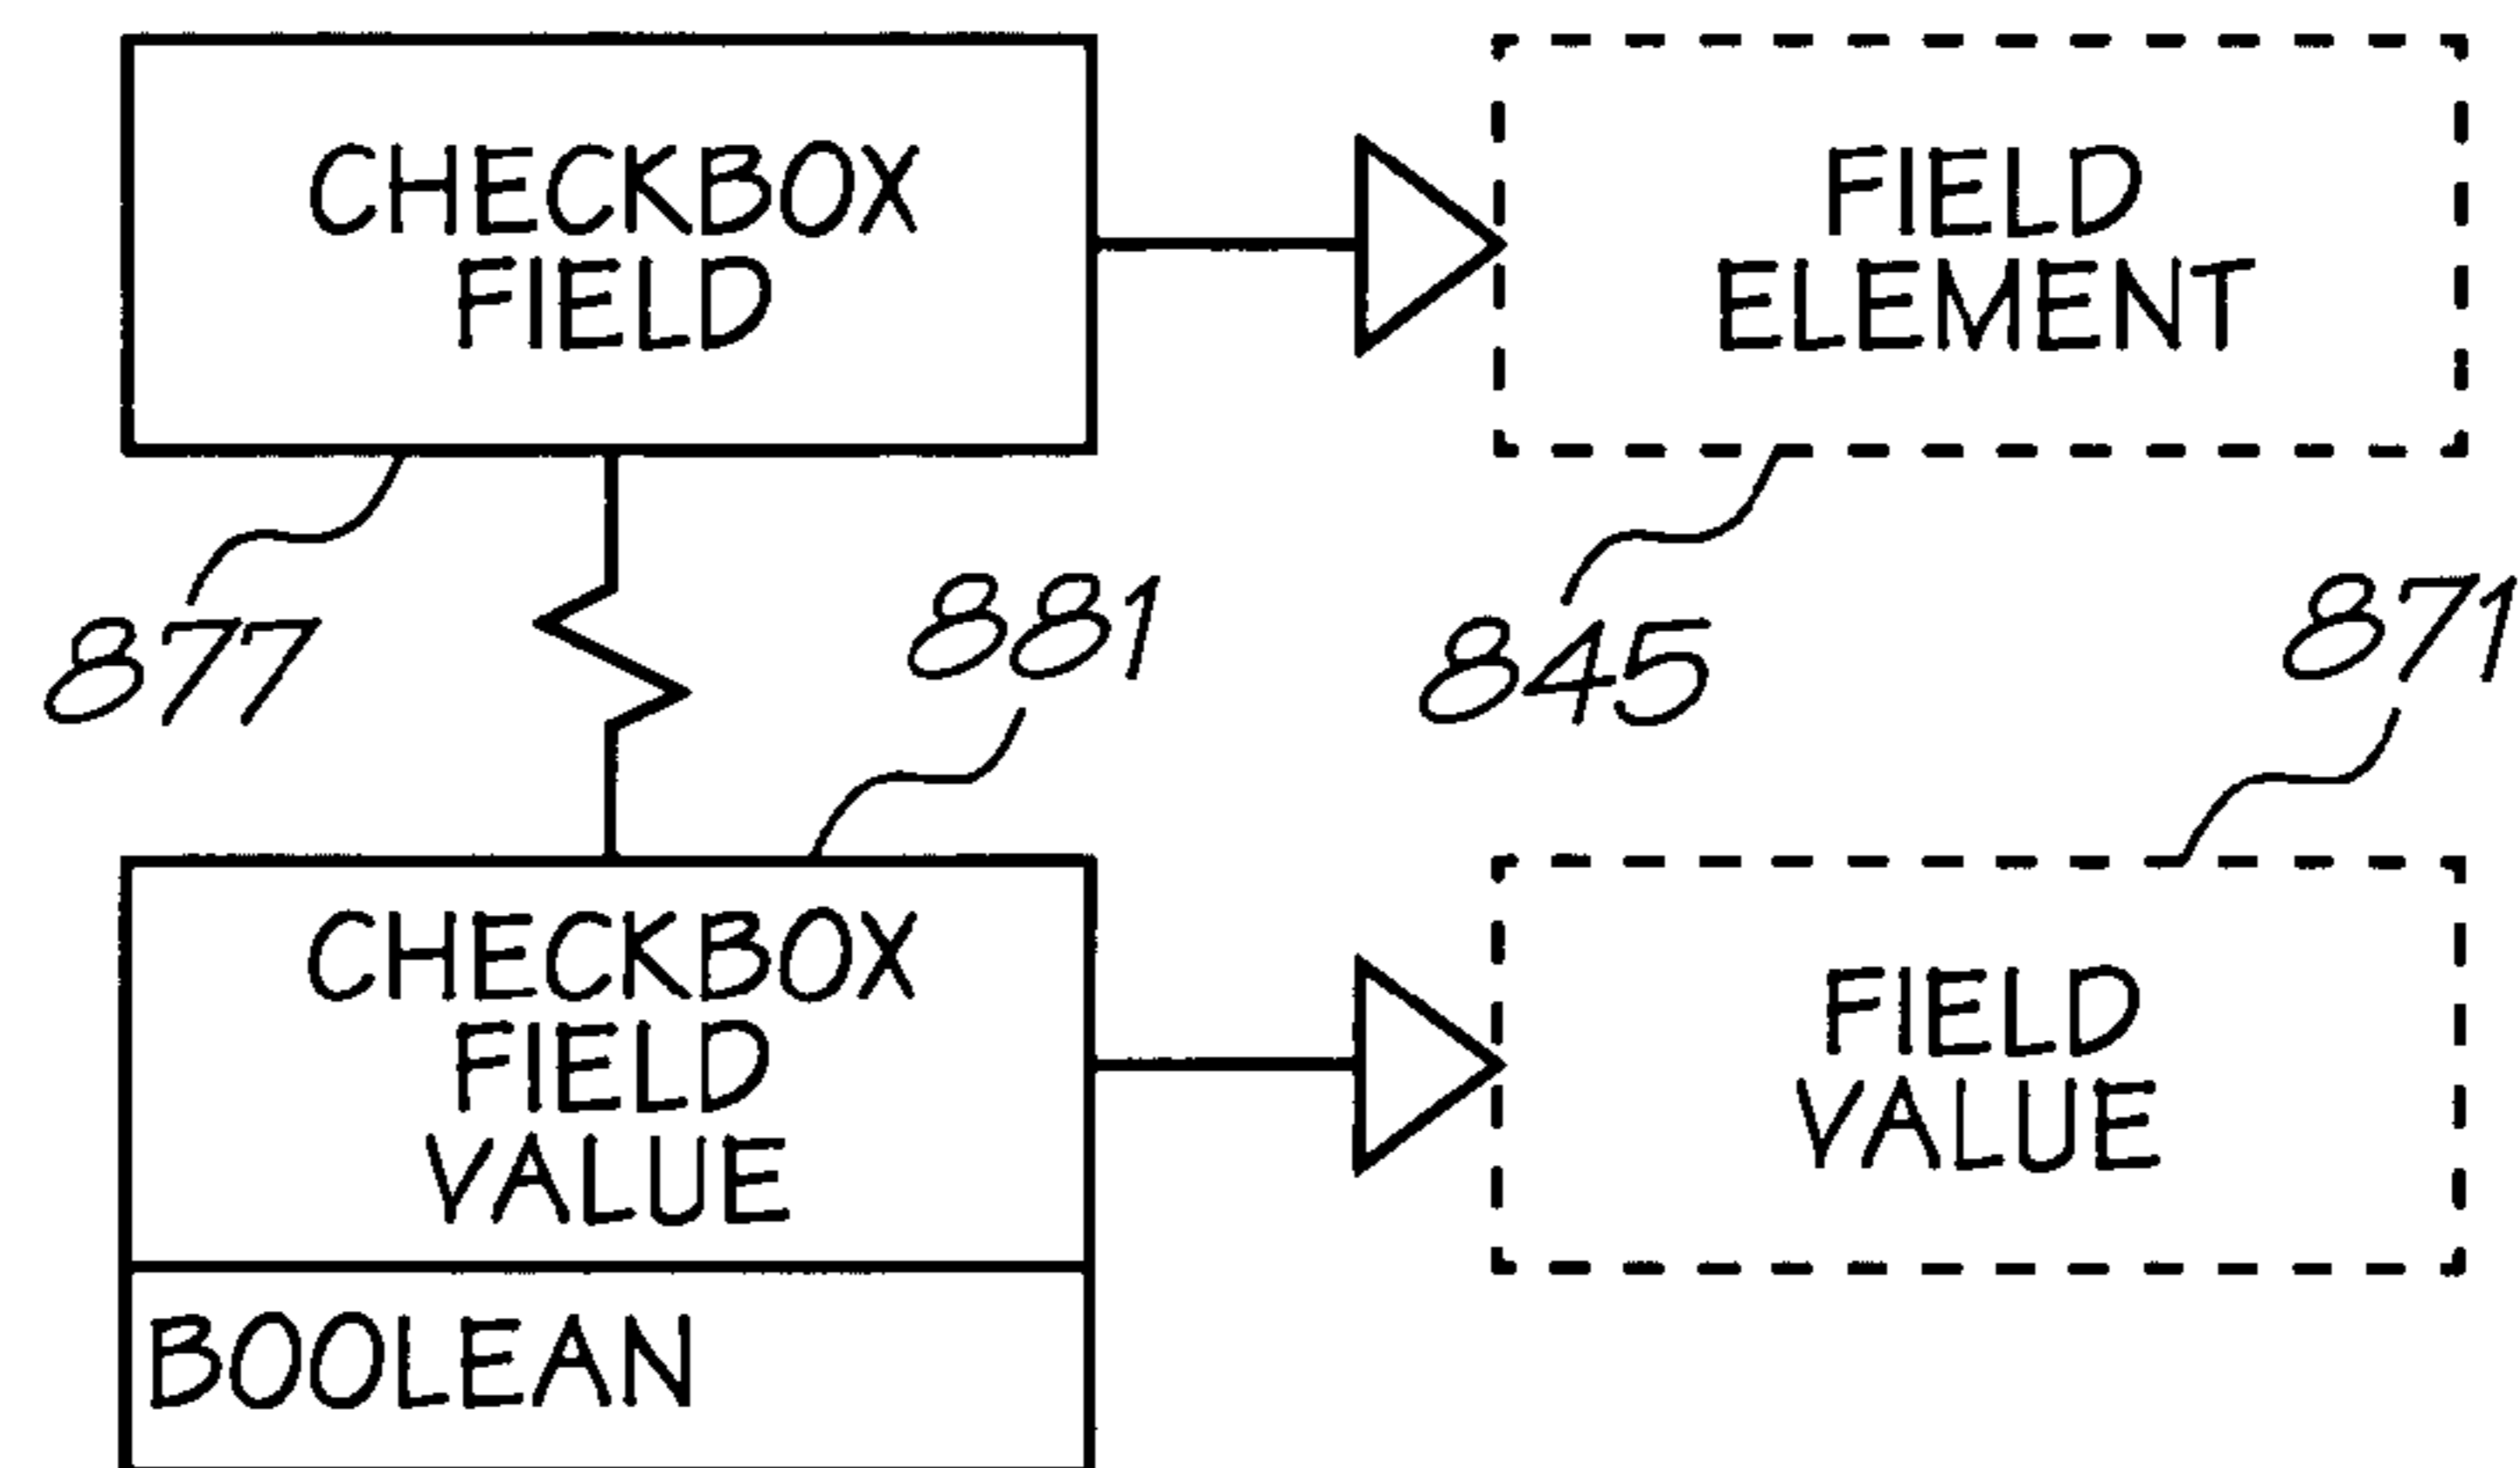 CHECKBOX
FIELD
FIELD
ELEMENT
877
881
845
871
CHECKBOX
FIELD
VALUE
FIELD
VALUE
BOOLEAN